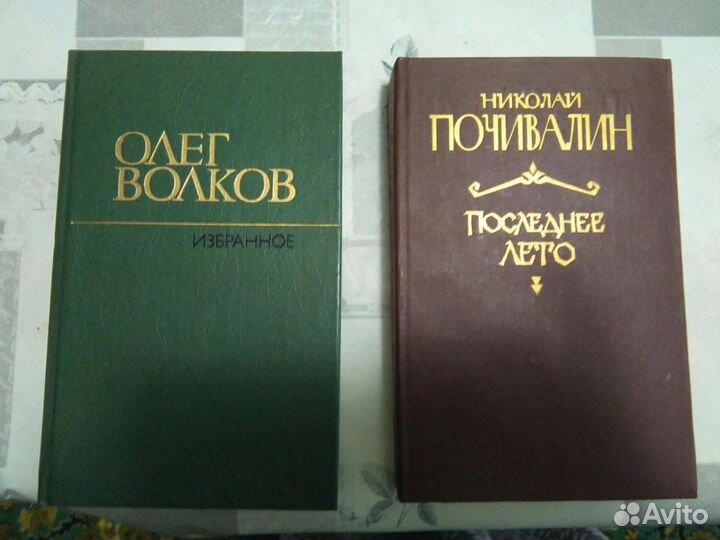 ОЛЕГ
ВОЛКОВ
ИЗБРАННОЕ
НИКОЛАЙ
ПОЧИВАЛИН
ПОСЛЕДНЕЕ
ЛЕТО
Avito